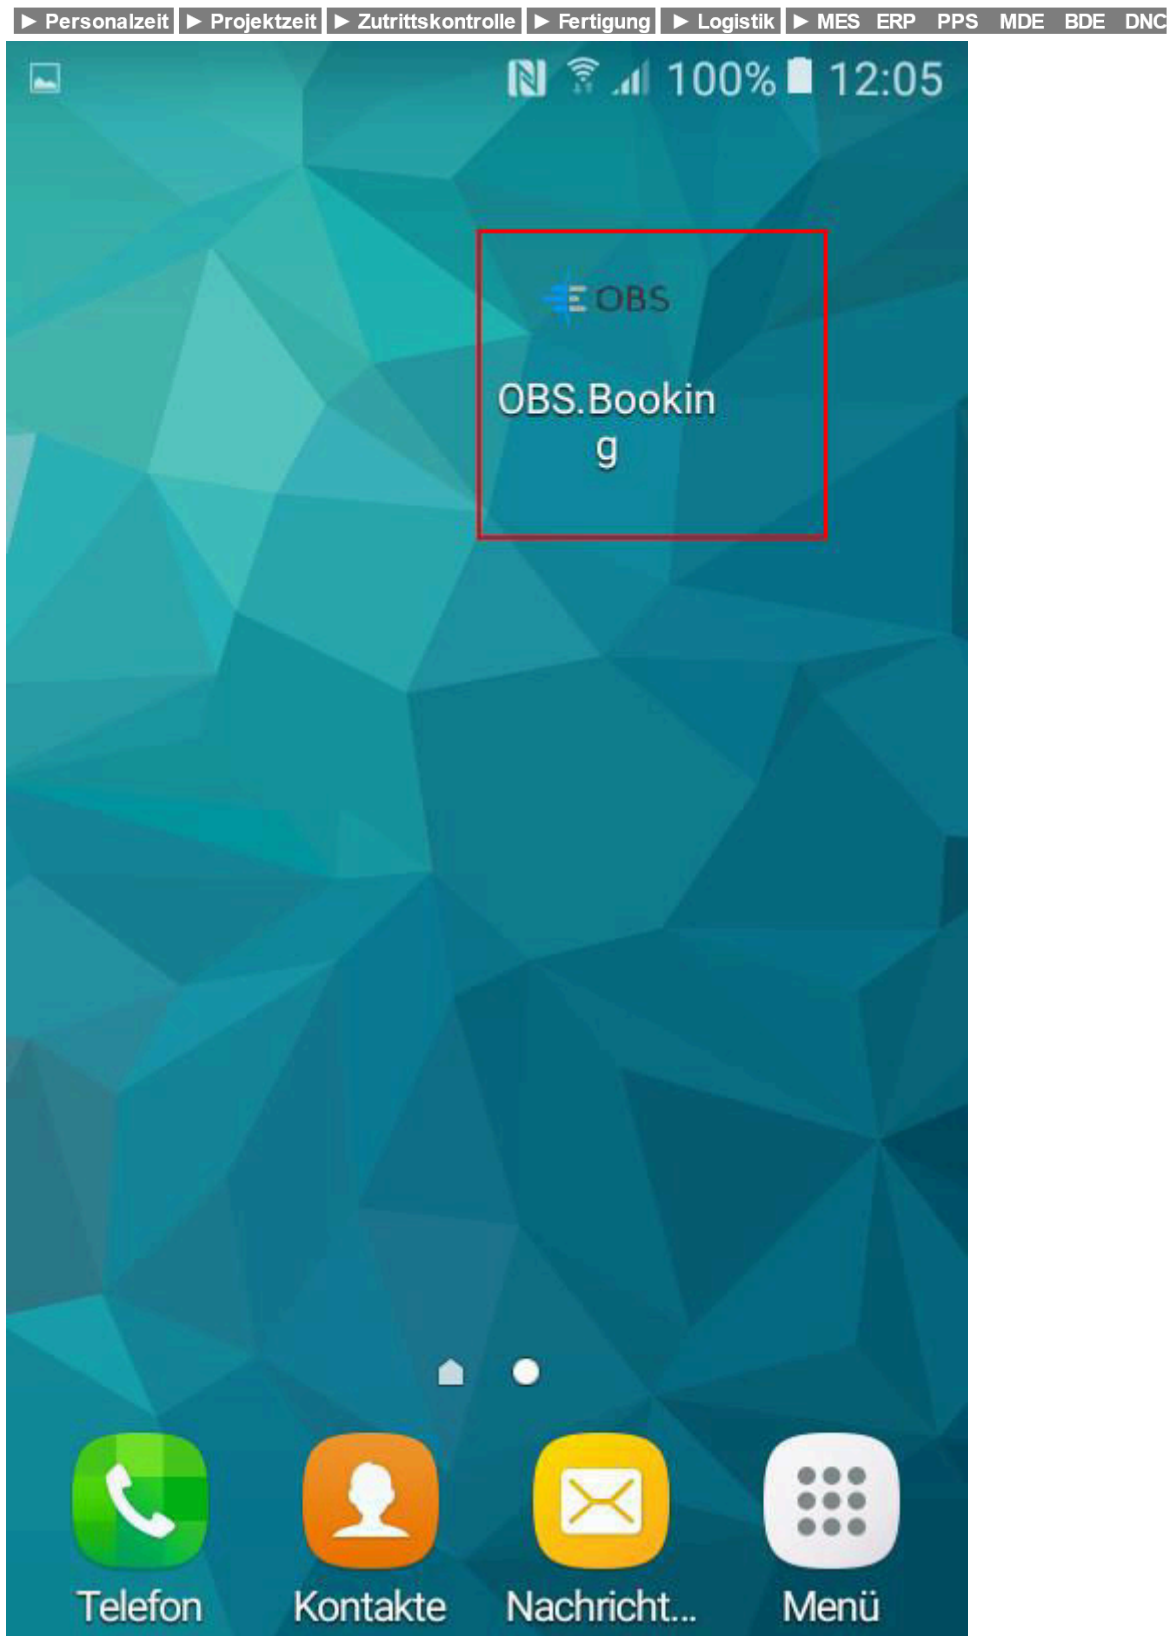 ► Personalzeit ► Projektzeit ► Zutrittskontrolle ► Fertigung ► Logistik ► MES ERP PPS MDE BDE DNC
100% 12:05
OBS
OBS.Bookin
g
Telefon Kontakte Nachricht... Menü